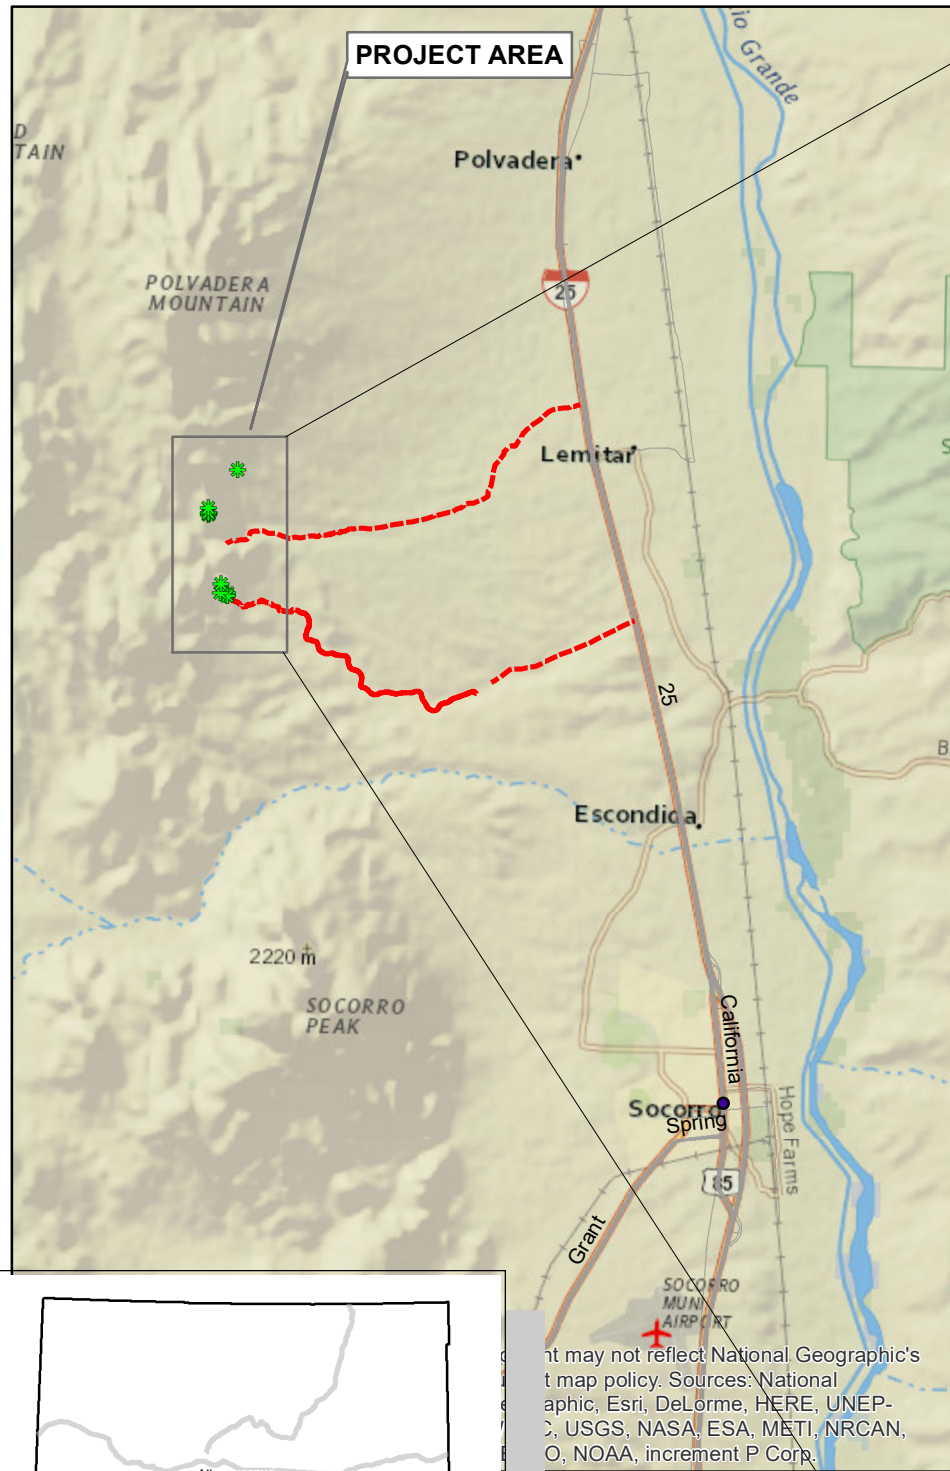 PROJECT AREA
Rio Grande
Polvadera
TAIN
POLVADERA
MOUNTAIN
25
Lemitar
25
Escondida
2220 m
SOCORRO
PEAK
California
Socorro
Spring
Hope Farms
85
Grant
SOCORRO
MUNI
AIRPORT
nt may not reflect National Geographic's
t map policy. Sources: National
aphic, Esri, DeLorme, HERE, UNEP-
C, USGS, NASA, ESA, METI, NRCAN,
O, NOAA, increment P Corp.